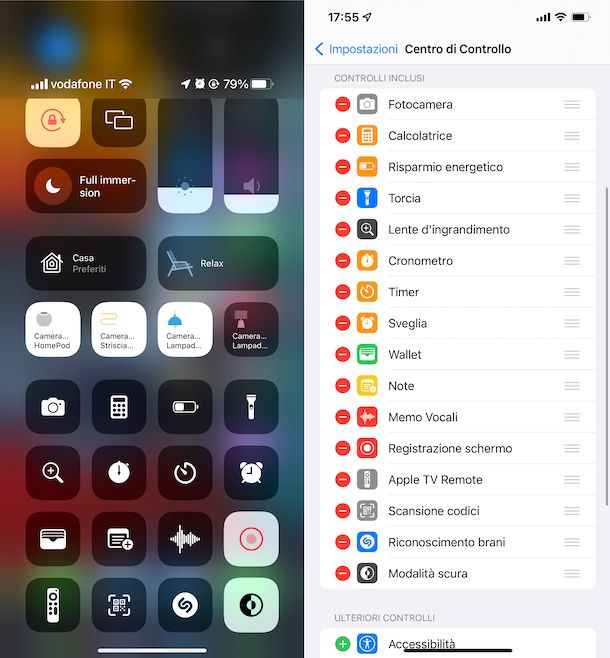 vodafone IT
79%
Full immer-
sion
Casa
Preferiti
Relax
Camera...
HomePod
Camera...
Striscia...
Camera...
Lampad...
Camera...
Lampad...
17:55
Impostazioni
Centro di Controllo
CONTROLLI INCLUSI
Fotocamera
Calcolatrice
Risparmio energetico
Torcia
Lente d'ingrandimento
Cronometro
Timer
Sveglia
Wallet
Note
Memo Vocali
Registrazione schermo
Apple TV Remote
Scansione codici
Riconoscimento brani
Modalità scura
ULTERIORI CONTROLLI
Accessibilità